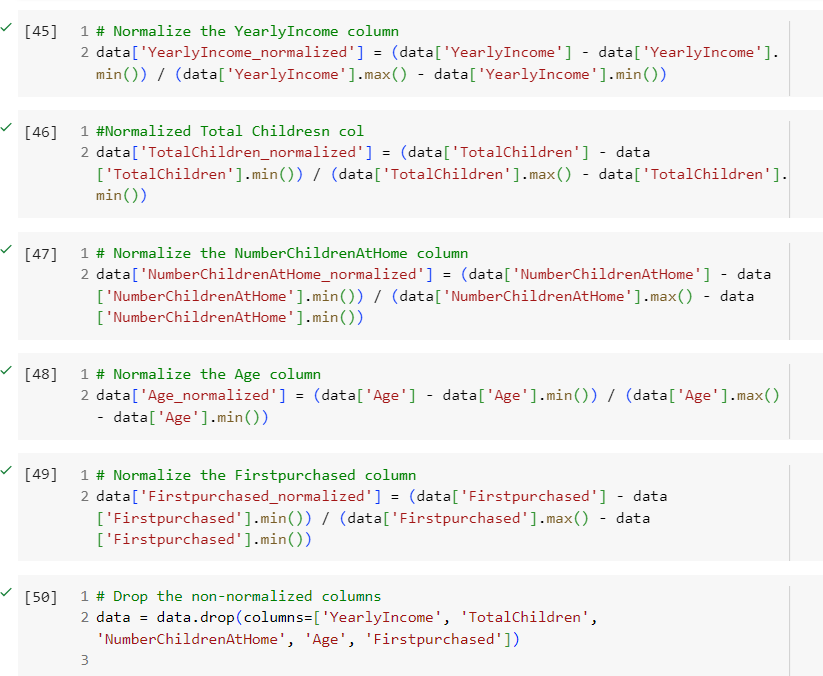 [45] 1 # Normalize the YearlyIncome column
2 data['YearlyIncome_normalized'] = (data['YearlyIncome'] - data['YearlyIncome'].
min()) / (data['YearlyIncome'].max() - data['YearlyIncome'].min())
[46] 1 #Normalized Total Childresn col
2 data['TotalChildren_normalized'] = (data['TotalChildren'] - data
['TotalChildren'].min()) / (data['TotalChildren'].max() - data['TotalChildren'].
min())
[47] 1 # Normalize the NumberChildrenAtHome column
2 data['NumberChildrenAtHome_normalized'] = (data['NumberChildrenAtHome'] - data
['NumberChildrenAtHome'].min()) / (data['NumberChildrenAtHome'].max() - data
['NumberChildrenAtHome'].min())
[48] 1 # Normalize the Age column
2 data['Age_normalized'] = (data['Age'] - data['Age'].min()) / (data['Age'].max()
- data['Age'].min())
[49] 1 # Normalize the Firstpurchased column
2 data['Firstpurchased_normalized'] = (data['Firstpurchased'] - data
['Firstpurchased'].min()) / (data['Firstpurchased'].max() - data
['Firstpurchased'].min())
[50] 1 # Drop the non-normalized columns
2 data = data.drop(columns=['YearlyIncome', 'TotalChildren',
'NumberChildrenAtHome', 'Age', 'Firstpurchased'])
3